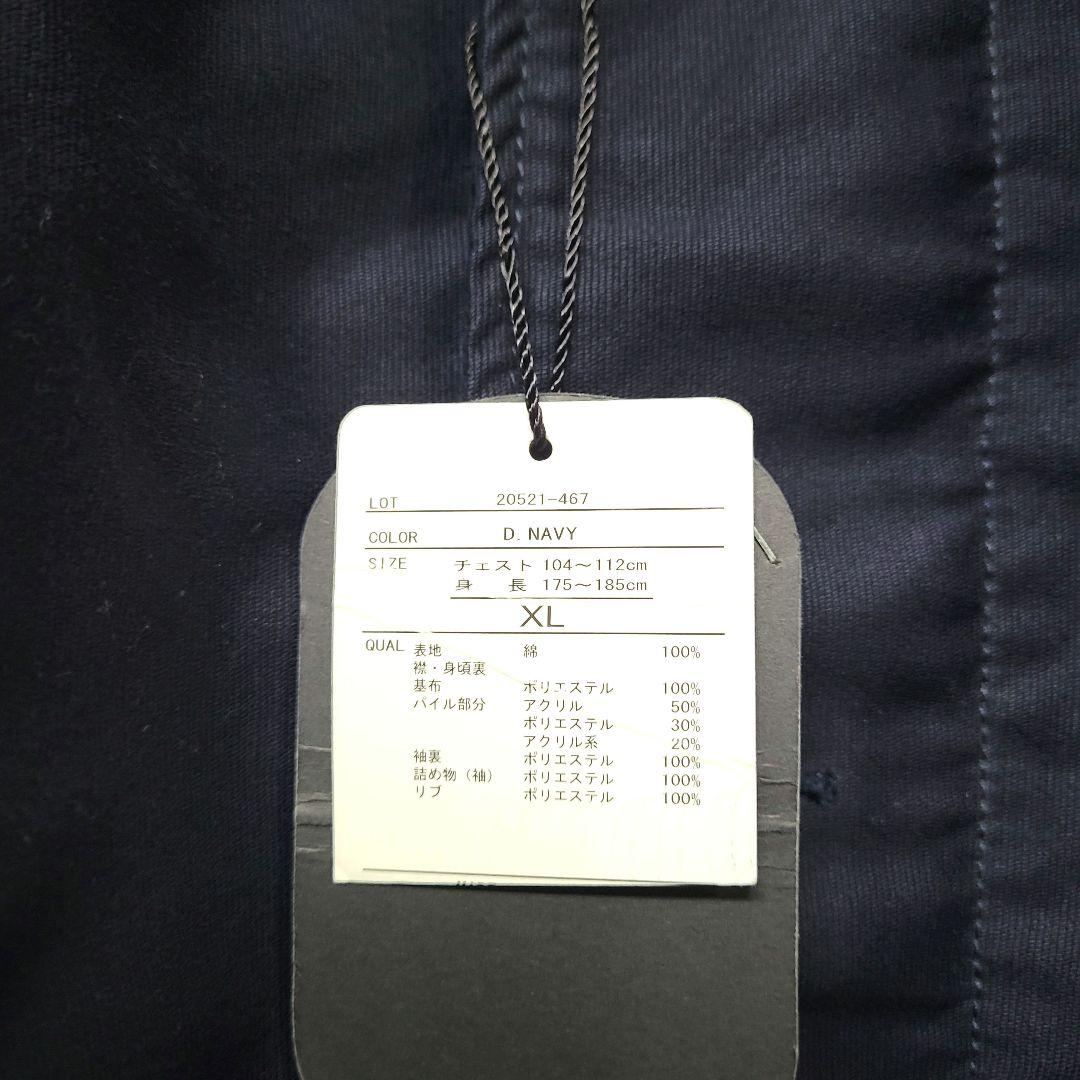 LOT 20521-467
COLOR D. NAVY
SIZE チェスト 104～112cm
身 長 175～185cm
XL
QUAL 表地 綿 100%
襟・身頃裏
基布 ポリエステル 100%
パイル部分 アクリル 50%
ポリエステル 30%
アクリル系 20%
袖裏 ポリエステル 100%
詰め物（袖） ポリエステル 100%
リブ ポリエステル 100%